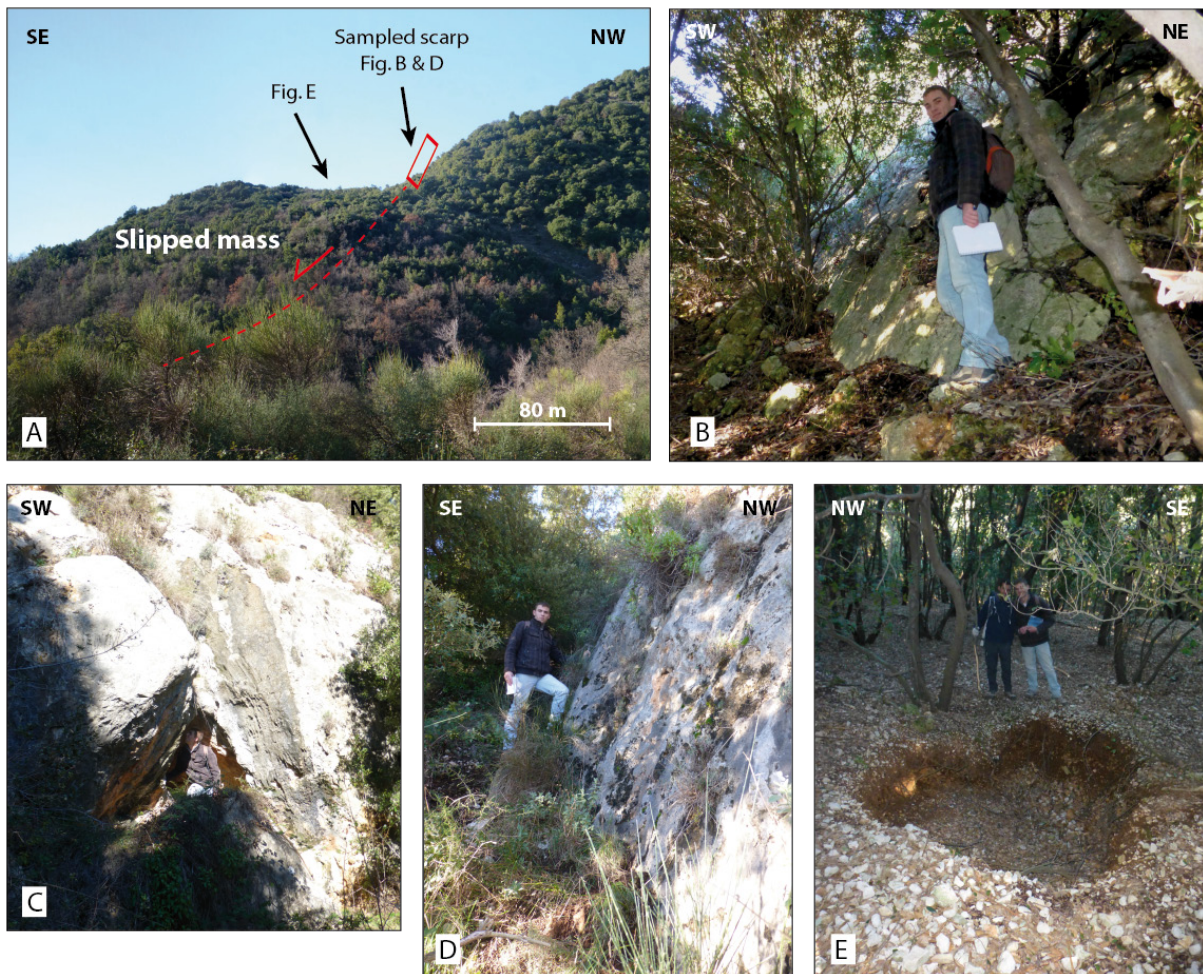 SE
NW
Sampled scarp
Fig. B & D
Fig. E
Slipped mass
80 m
A
SW
NE
B
SW
NE
C
SE
NW
D
NW
SE
E